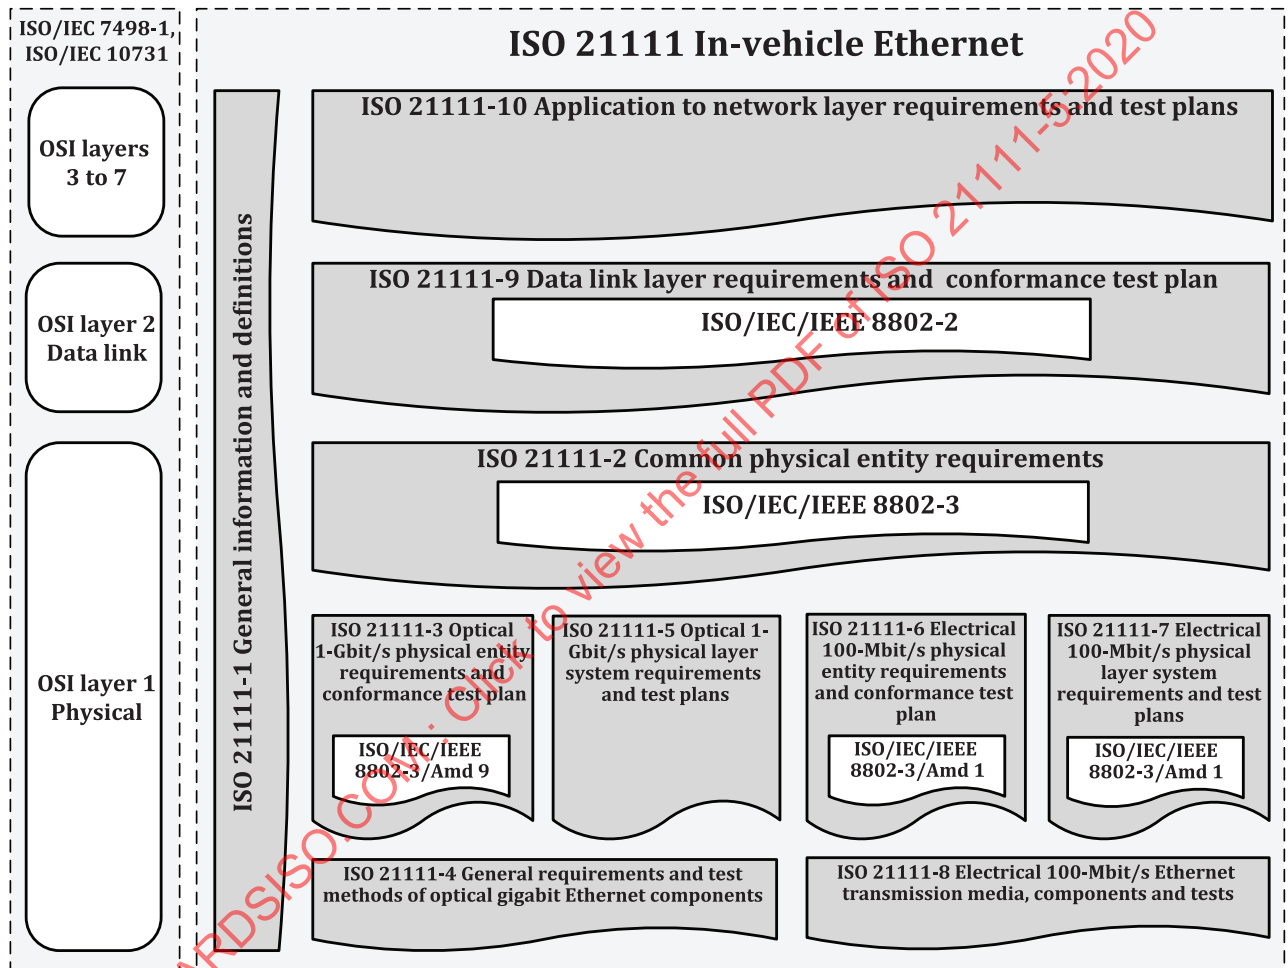 ISO/IEC 7498-1,
ISO/IEC 10731
OSI layers
3 to 7
OSI layer 2
Data link
OSI layer 1
Physical
ISO 21111 In-vehicle Ethernet
ISO 21111-1 General information and definitions
ISO 21111-10 Application to network layer requirements and test plans
ISO 21111-9 Data link layer requirements and conformance test plan
ISO/IEC/IEEE 8802-2
ISO 21111-2 Common physical entity requirements
ISO/IEC/IEEE 8802-3
ISO 21111-3 Optical
1-Gbit/s physical entity
requirements and
conformance test plan
ISO/IEC/IEEE
8802-3/Amd 9
ISO 21111-5 Optical 1-
Gbit/s physical layer
system requirements
and test plans
ISO 21111-6 Electrical
100-Mbit/s physical
entity requirements
and conformance test
plan
ISO/IEC/IEEE
8802-3/Amd 1
ISO 21111-7 Electrical
100-Mbit/s physical
layer system
requirements and test
plans
ISO/IEC/IEEE
8802-3/Amd 1
ISO 21111-4 General requirements and test
methods of optical gigabit Ethernet components
ISO 21111-8 Electrical 100-Mbit/s Ethernet
transmission media, components and tests
ARDSISO.COM : Click to view the full PDF of ISO 21111-5:2020